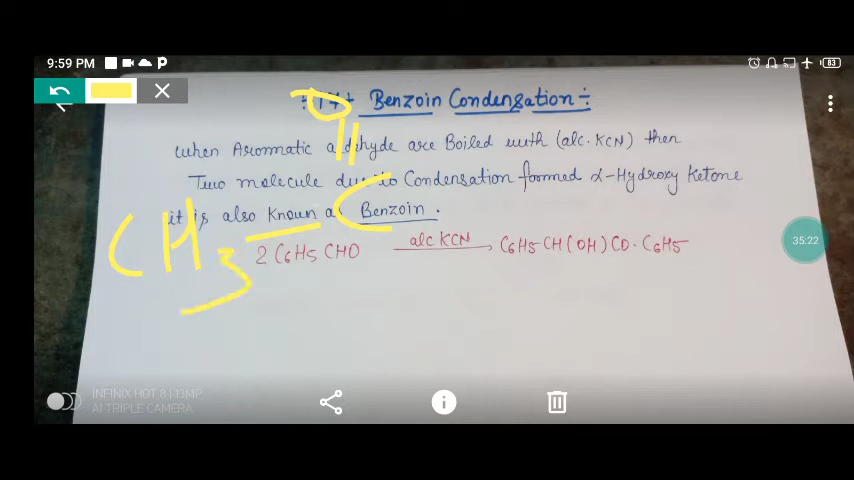 9:59 PM
83
Benzoin Condensation
when Arommatic aldehyde are Boiled with (alc. KCN) then
Two molecule due to Condensation formed α-Hydroxy Ketone
it is also known as Benzoin.
2 C6H5 CHO alc KCN C6H5 CH(OH) CO. C6H5
CH3 C O
35:22
INFINIX HOT 8 | 13MP
AI TRIPLE CAMERA